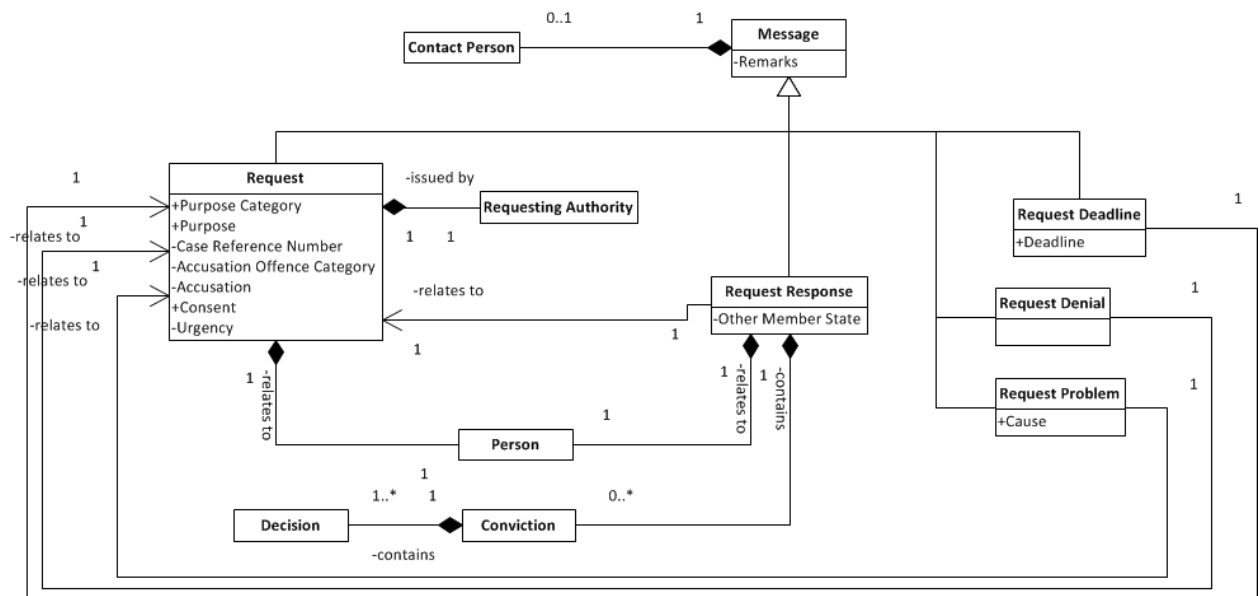 0..1
1
Message
Contact Person
-Remarks
1
Request
-issued by
+Purpose Category
Requesting Authority
Request Deadline
1
+Purpose
-relates to
1
1
1
+Deadline
-Case Reference Number
1
-Accusation Offence Category
-relates to
-Accusation
-relates to
Request Response
Request Denial
1
+Consent
-Other Member State
-relates to
-Urgency
1
1
1
-relates to
1
-relates to
1
-contains
Request Problem
1
+Cause
1
Person
1
1..*
1
0..*
Decision
Conviction
-contains